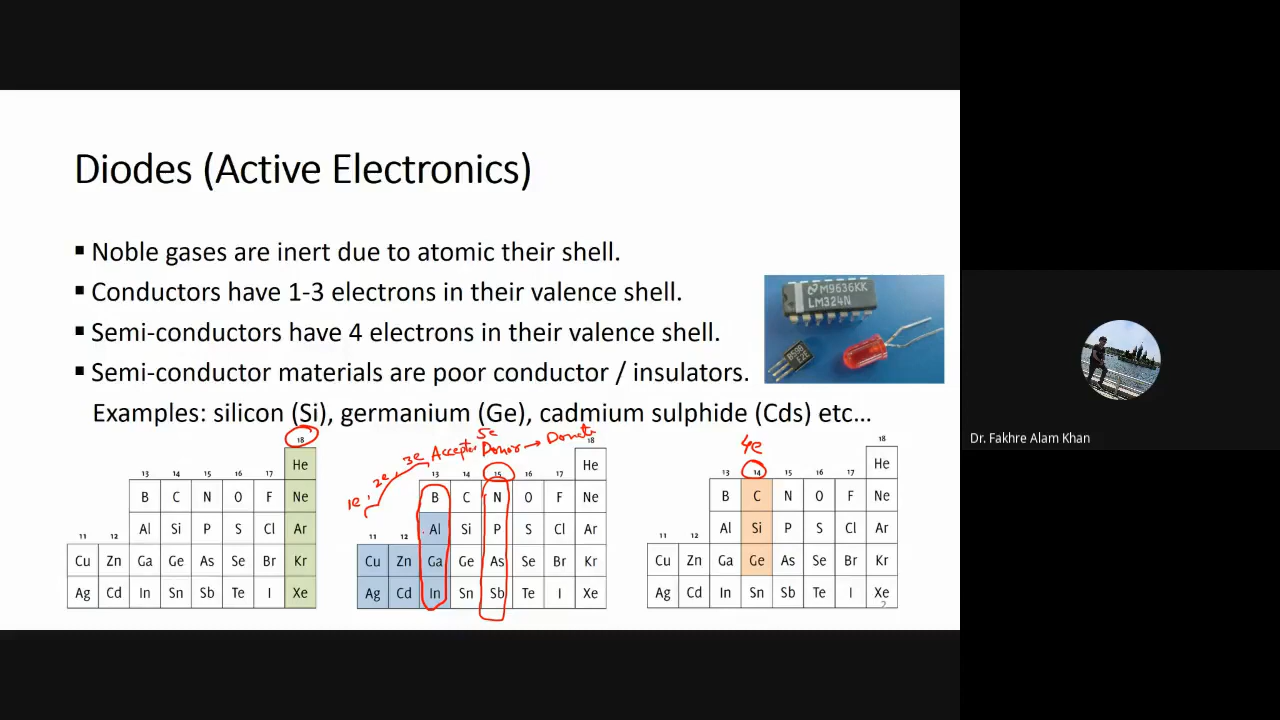 Diodes (Active Electronics)
▪ Noble gases are inert due to atomic their shell.
▪ Conductors have 1-3 electrons in their valence shell.
▪ Semi-conductors have 4 electrons in their valence shell.
▪ Semi-conductor materials are poor conductor / insulators.
Examples: silicon (Si), germanium (Ge), cadmium sulphide (Cds) etc...
M9636KK
LM324N
18
He
13 14 15 16 17
B C N O F Ne
Al Si P S Cl Ar
11 12
Cu Zn Ga Ge As Se Br Kr
Ag Cd In Sn Sb Te I Xe
5e
1e 2e 3e Acceptor Donor → Donate
18
He
13 14 15 16 17
B C N O F Ne
Al Si P S Cl Ar
11 12
Cu Zn Ga Ge As Se Br Kr
Ag Cd In Sn Sb Te I Xe
4e
18
He
13 14 15 16 17
B C N O F Ne
Al Si P S Cl Ar
11 12
Cu Zn Ga Ge As Se Br Kr
Ag Cd In Sn Sb Te I Xe
2
Dr. Fakhre Alam Khan